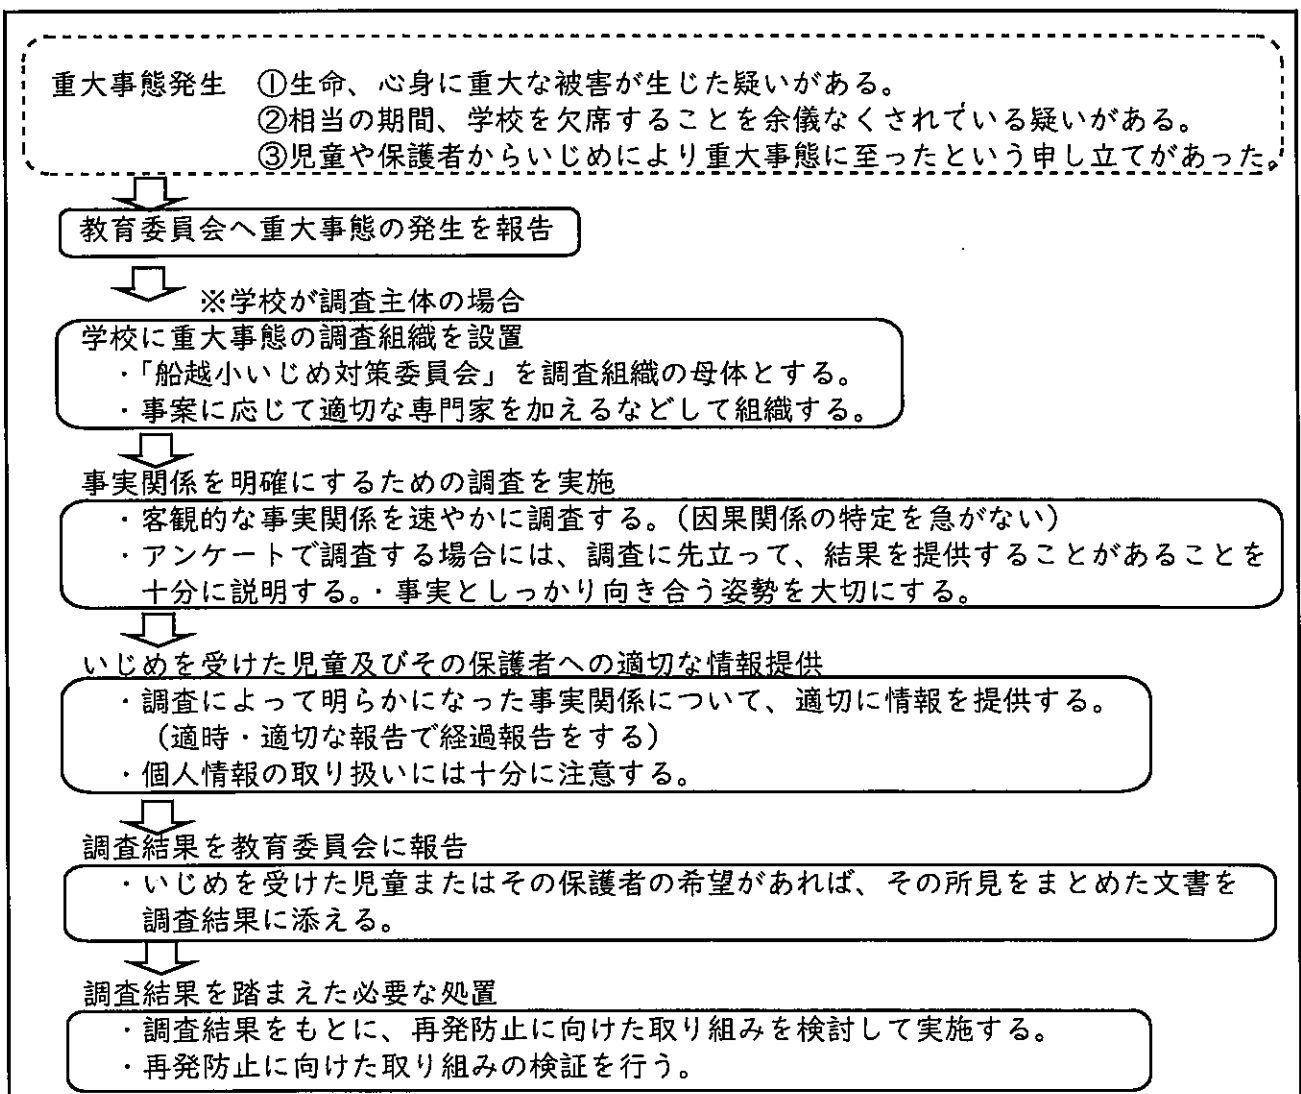 重大事態発生　①生命、心身に重大な被害が生じた疑いがある。
②相当の期間、学校を欠席することを余儀なくされている疑いがある。
③児童や保護者からいじめにより重大事態に至ったという申し立てがあった。
教育委員会へ重大事態の発生を報告
※学校が調査主体の場合
学校に重大事態の調査組織を設置
・「船越小いじめ対策委員会」を調査組織の母体とする。
・事案に応じて適切な専門家を加えるなどして組織する。
事実関係を明確にするための調査を実施
・客観的な事実関係を速やかに調査する。（因果関係の特定を急がない）
・アンケートで調査する場合には、調査に先立って、結果を提供することがあることを
十分に説明する。・事実としっかり向き合う姿勢を大切にする。
いじめを受けた児童及びその保護者への適切な情報提供
・調査によって明らかになった事実関係について、適切に情報を提供する。
（適時・適切な報告で経過報告をする）
・個人情報の取り扱いには十分に注意する。
調査結果を教育委員会に報告
・いじめを受けた児童またはその保護者の希望があれば、その所見をまとめた文書を
調査結果に添える。
調査結果を踏まえた必要な処置
・調査結果をもとに、再発防止に向けた取り組みを検討して実施する。
・再発防止に向けた取り組みの検証を行う。